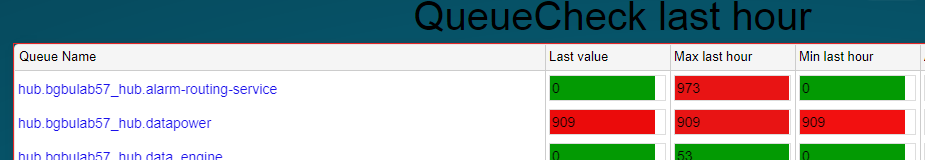 QueueCheck last hour
Queue Name Last value Max last hour Min last hour
hub.bgbulab57_hub.alarm-routing-service 0 973 0
hub.bgbulab57_hub.datapower 909 909 909
hub.bgbulab57_hub.data_engine 0 53 0